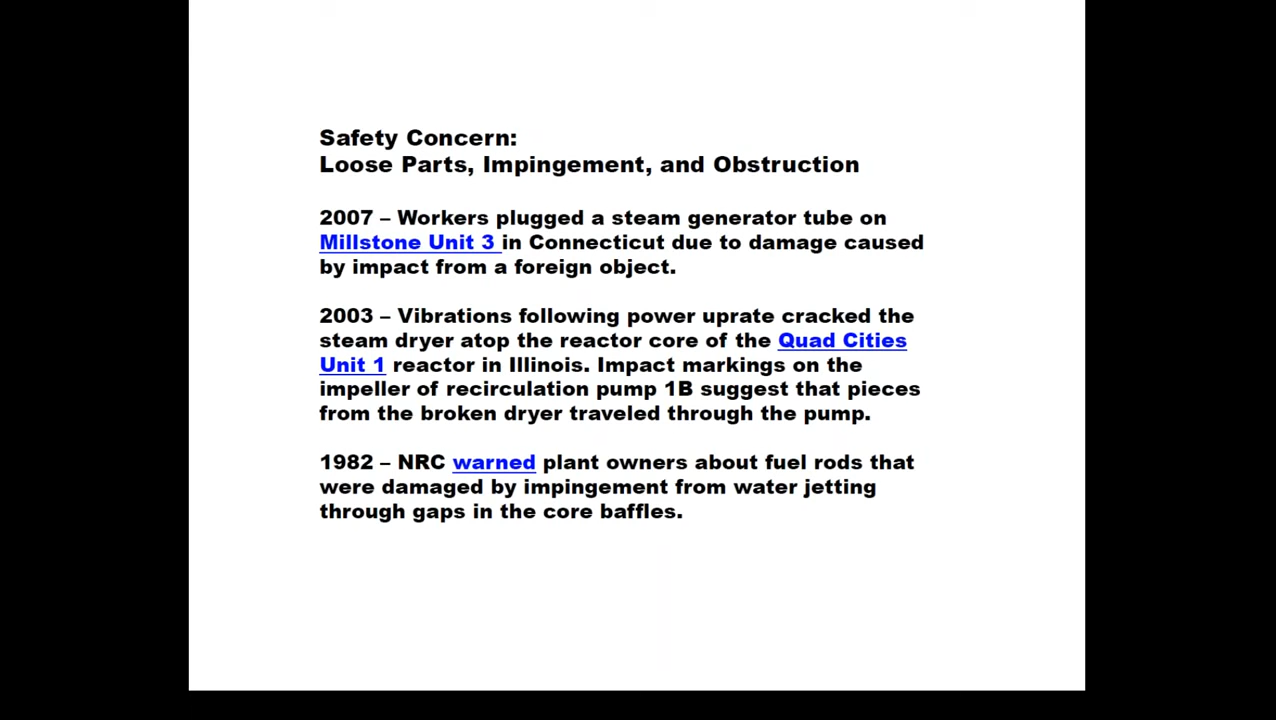 Safety Concern:
Loose Parts, Impingement, and Obstruction
2007 – Workers plugged a steam generator tube on
Millstone Unit 3 in Connecticut due to damage caused
by impact from a foreign object.
2003 – Vibrations following power uprate cracked the
steam dryer atop the reactor core of the Quad Cities
Unit 1 reactor in Illinois. Impact markings on the
impeller of recirculation pump 1B suggest that pieces
from the broken dryer traveled through the pump.
1982 – NRC warned plant owners about fuel rods that
were damaged by impingement from water jetting
through gaps in the core baffles.